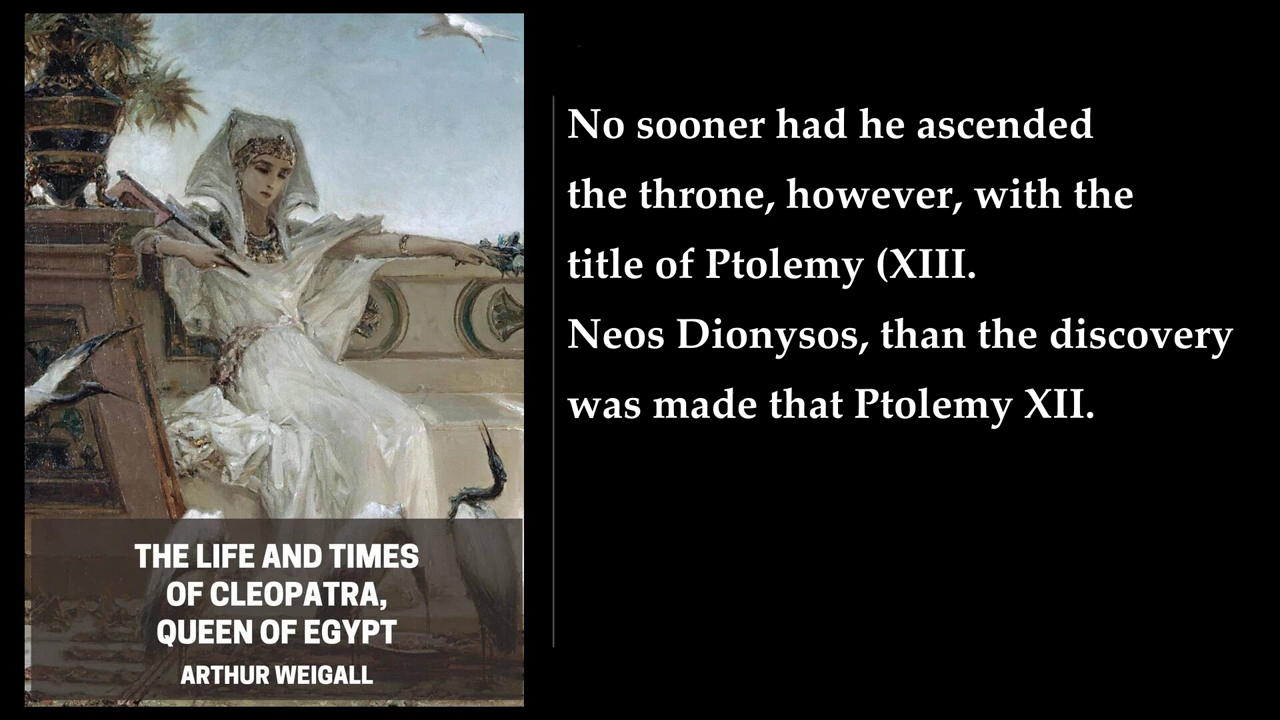 THE LIFE AND TIMES
OF CLEOPATRA,
QUEEN OF EGYPT
ARTHUR WEIGALL
No sooner had he ascended
the throne, however, with the
title of Ptolemy (XIII.
Neos Dionysos, than the discovery
was made that Ptolemy XII.